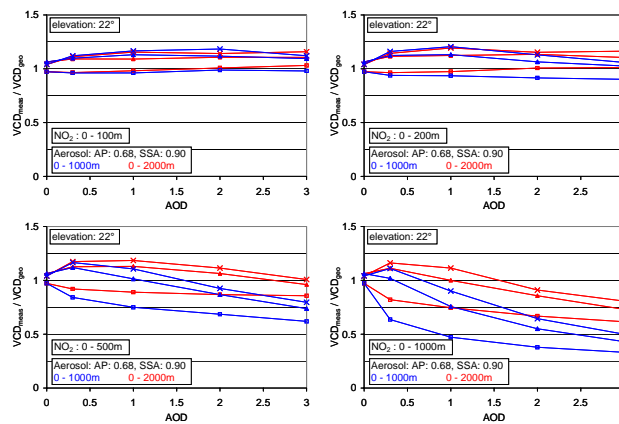 1.5
1
0.5
0
VCDmeas / VCDgeo
elevation: 22°
NO2 : 0 - 100m
Aerosol: AP: 0.68, SSA: 0.90
0 - 1000m 0 - 2000m
0 0.5 1 1.5 2 2.5 3
AOD
1.5
1
0.5
0
VCDmeas / VCDgeo
elevation: 22°
NO2 : 0 - 200m
Aerosol: AP: 0.68, SSA: 0.90
0 - 1000m 0 - 2000m
0 0.5 1 1.5 2 2.5
AOD
1.5
1
0.5
0
VCDmeas / VCDgeo
elevation: 22°
NO2 : 0 - 500m
Aerosol: AP: 0.68, SSA: 0.90
0 - 1000m 0 - 2000m
0 0.5 1 1.5 2 2.5 3
AOD
1.5
1
0.5
0
VCDmeas / VCDgeo
elevation: 22°
NO2 : 0 - 1000m
Aerosol: AP: 0.68, SSA: 0.90
0 - 1000m 0 - 2000m
0 0.5 1 1.5 2 2.5
AOD